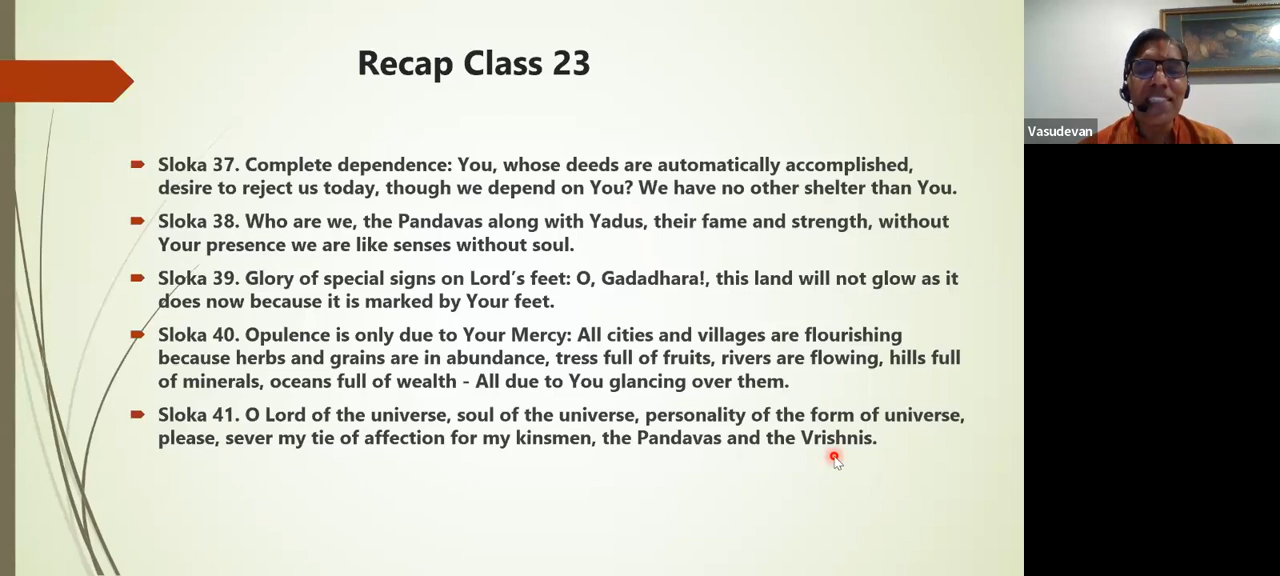 Recap Class 23
Sloka 37. Complete dependence: You, whose deeds are automatically accomplished,
desire to reject us today, though we depend on You? We have no other shelter than You.
Sloka 38. Who are we, the Pandavas along with Yadus, their fame and strength, without
Your presence we are like senses without soul.
Sloka 39. Glory of special signs on Lord's feet: O, Gadadhara!, this land will not glow as it
does now because it is marked by Your feet.
Sloka 40. Opulence is only due to Your Mercy: All cities and villages are flourishing
because herbs and grains are in abundance, tress full of fruits, rivers are flowing, hills full
of minerals, oceans full of wealth - All due to You glancing over them.
Sloka 41. O Lord of the universe, soul of the universe, personality of the form of universe,
please, sever my tie of affection for my kinsmen, the Pandavas and the Vrishnis.
Vasudevan